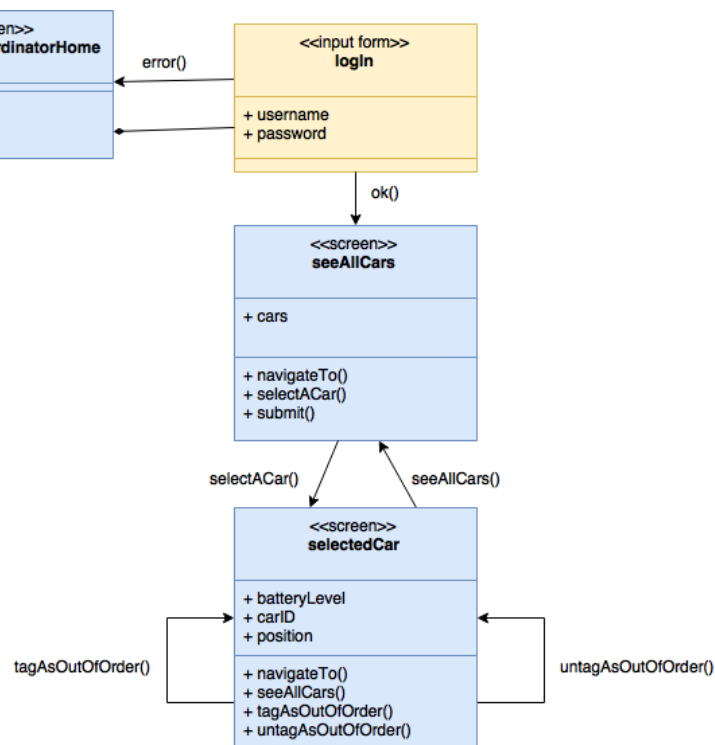 en>>
rdinatorHome
error()
<<input form>>
logIn
+ username
+ password
ok()
<<screen>>
seeAllCars
+ cars
+ navigateTo()
+ selectACar()
+ submit()
selectACar()
seeAllCars()
<<screen>>
selectedCar
+ batteryLevel
+ carID
+ position
tagAsOutOfOrder()
untagAsOutOfOrder()
+ navigateTo()
+ seeAllCars()
+ tagAsOutOfOrder()
+ untagAsOutOfOrder()